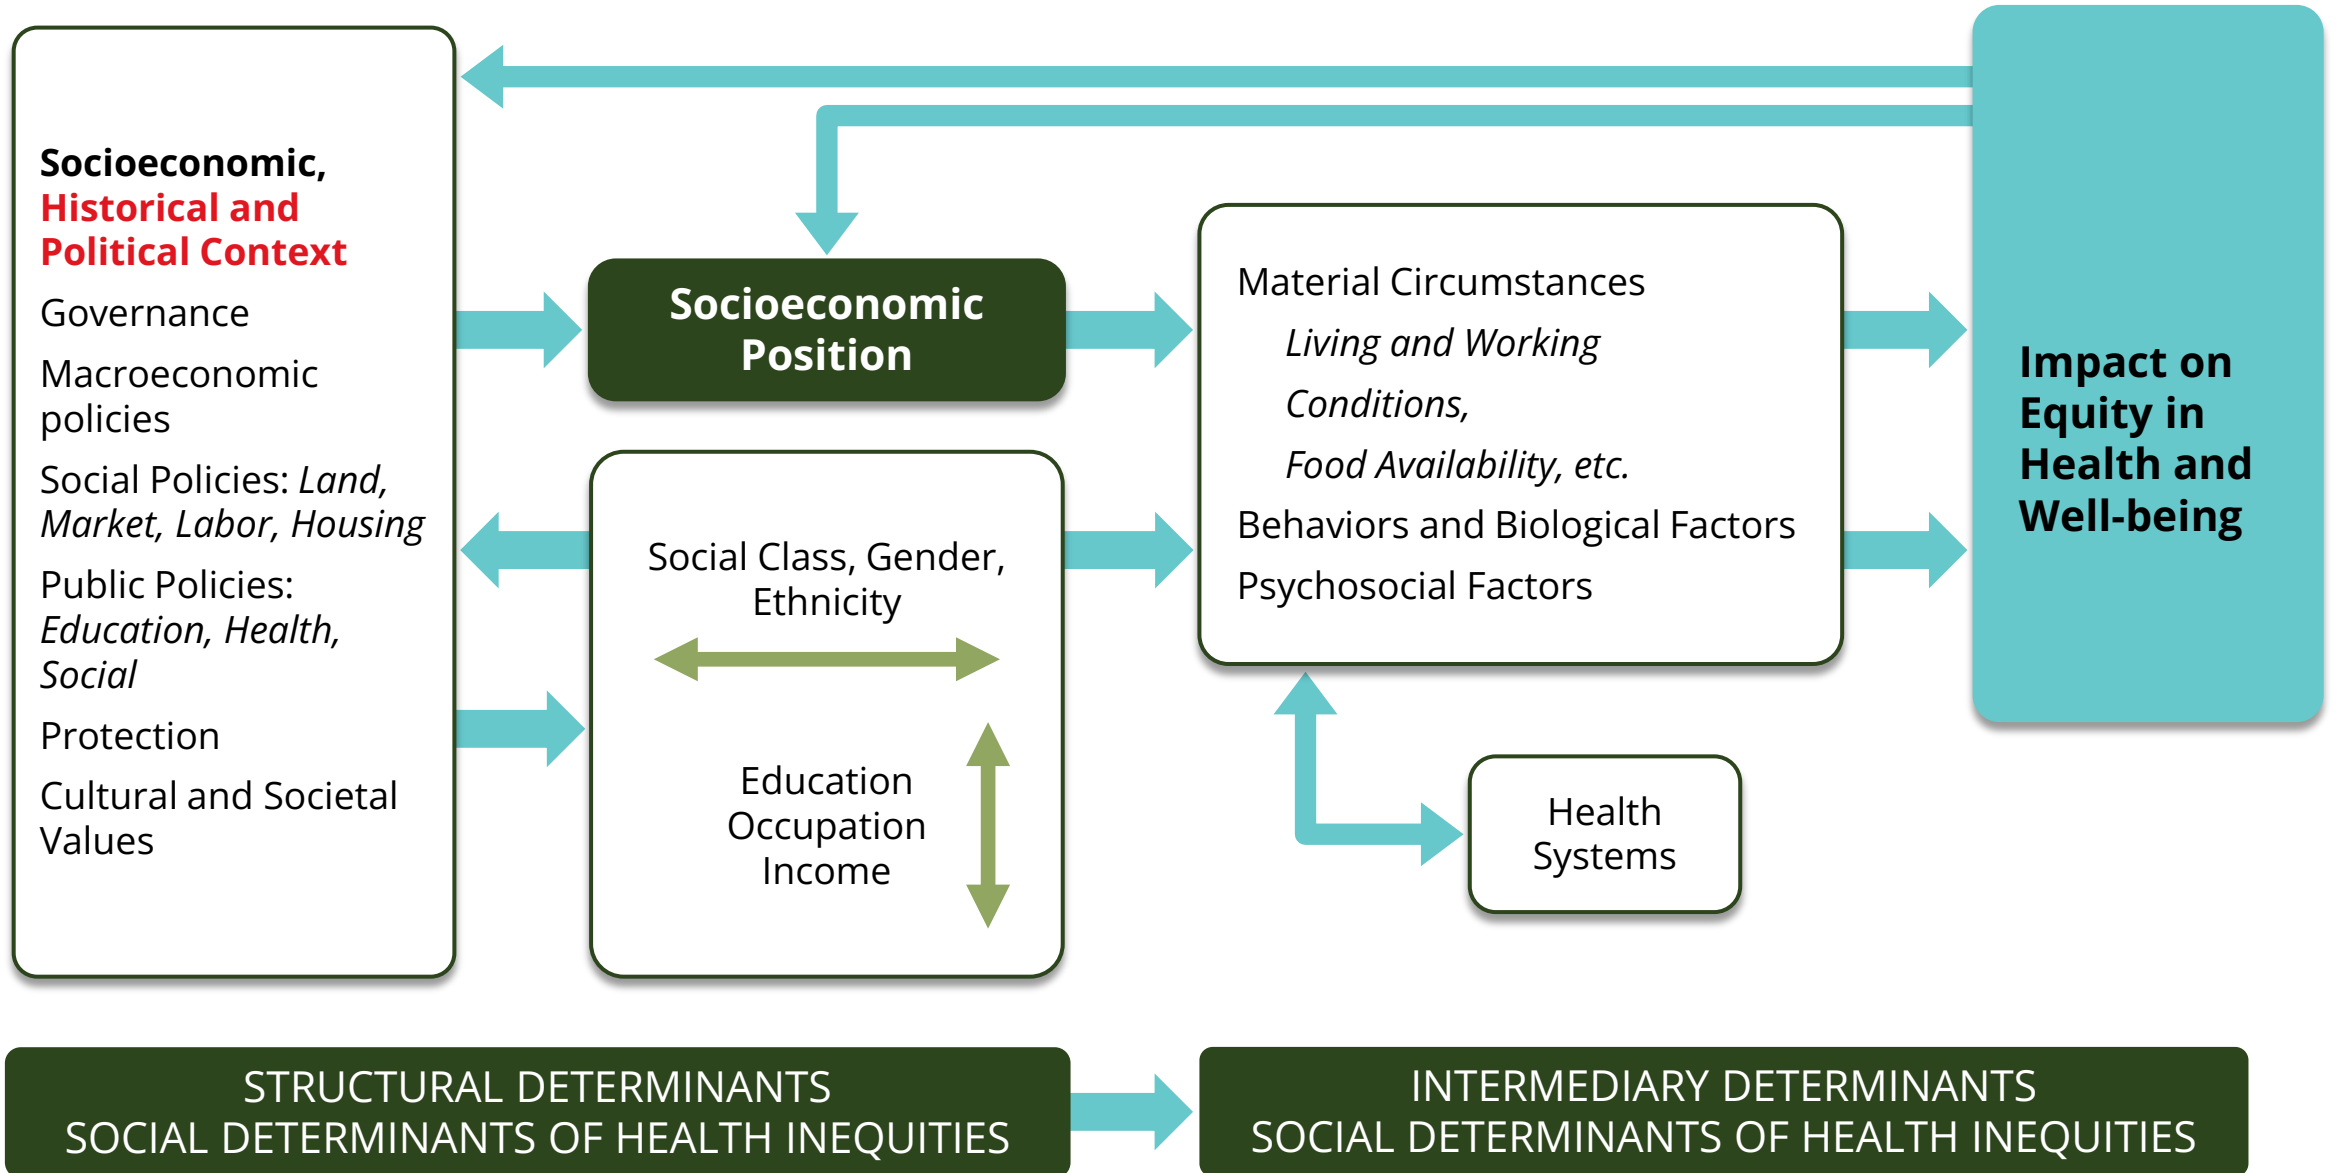 Socioeconomic,
Historical and
Political Context
Governance
Macroeconomic
policies
Social Policies: Land,
Market, Labor, Housing
Public Policies:
Education, Health,
Social
Protection
Cultural and Societal
Values
Socioeconomic
Position
Social Class, Gender,
Ethnicity
Education
Occupation
Income
Material Circumstances
Living and Working
Conditions,
Food Availability, etc.
Behaviors and Biological Factors
Psychosocial Factors
Health
Systems
Impact on
Equity in
Health and
Well-being
STRUCTURAL DETERMINANTS
SOCIAL DETERMINANTS OF HEALTH INEQUITIES
INTERMEDIARY DETERMINANTS
SOCIAL DETERMINANTS OF HEALTH INEQUITIES